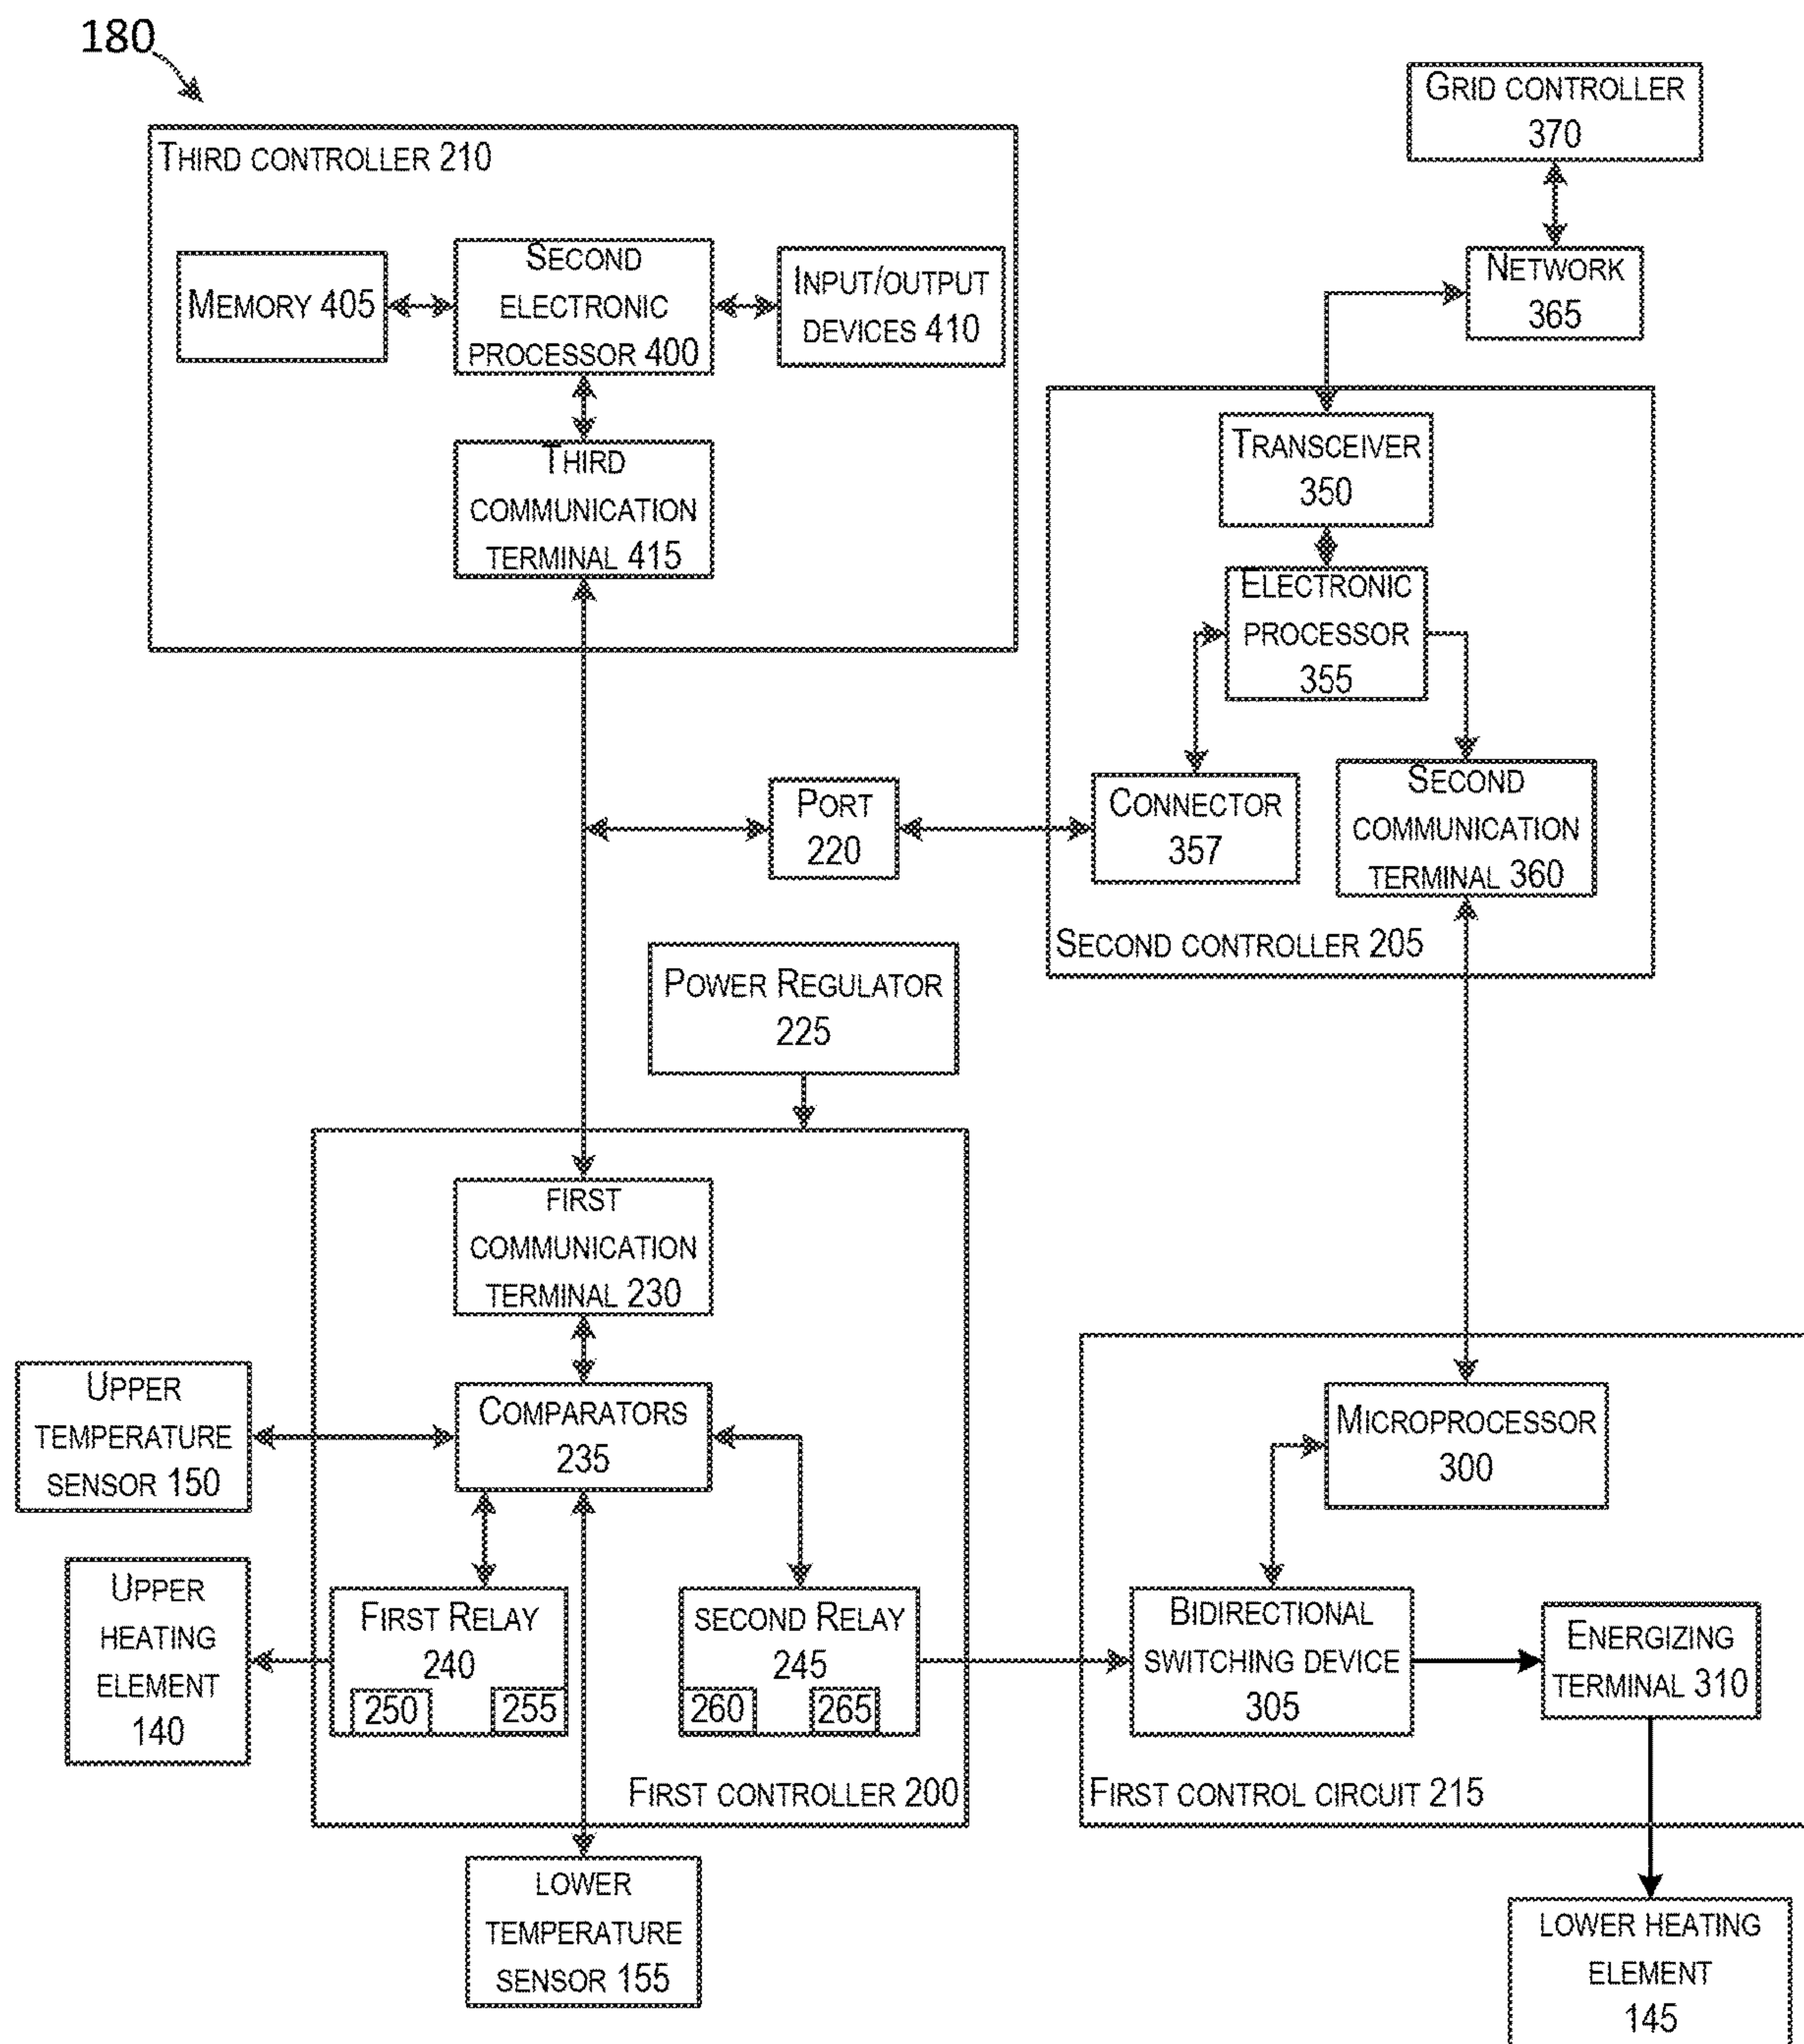 180
GRID CONTROLLER
370
THIRD CONTROLLER 210
MEMORY 405
SECOND
ELECTRONIC
PROCESSOR 400
INPUT/OUTPUT
DEVICES 410
NETWORK
365
THIRD
COMMUNICATION
TERMINAL 415
TRANSCEIVER
350
ELECTRONIC
PROCESSOR
355
PORT
220
CONNECTOR
357
SECOND
COMMUNICATION
TERMINAL 360
SECOND CONTROLLER 205
POWER REGULATOR
225
FIRST
COMMUNICATION
TERMINAL 230
UPPER
TEMPERATURE
SENSOR 150
COMPARATORS
235
MICROPROCESSOR
300
UPPER
HEATING
ELEMENT
140
FIRST RELAY
240
250
255
SECOND RELAY
245
260
265
BIDIRECTIONAL
SWITCHING DEVICE
305
ENERGIZING
TERMINAL 310
FIRST CONTROLLER 200
FIRST CONTROL CIRCUIT 215
LOWER
TEMPERATURE
SENSOR 155
LOWER HEATING
ELEMENT
145